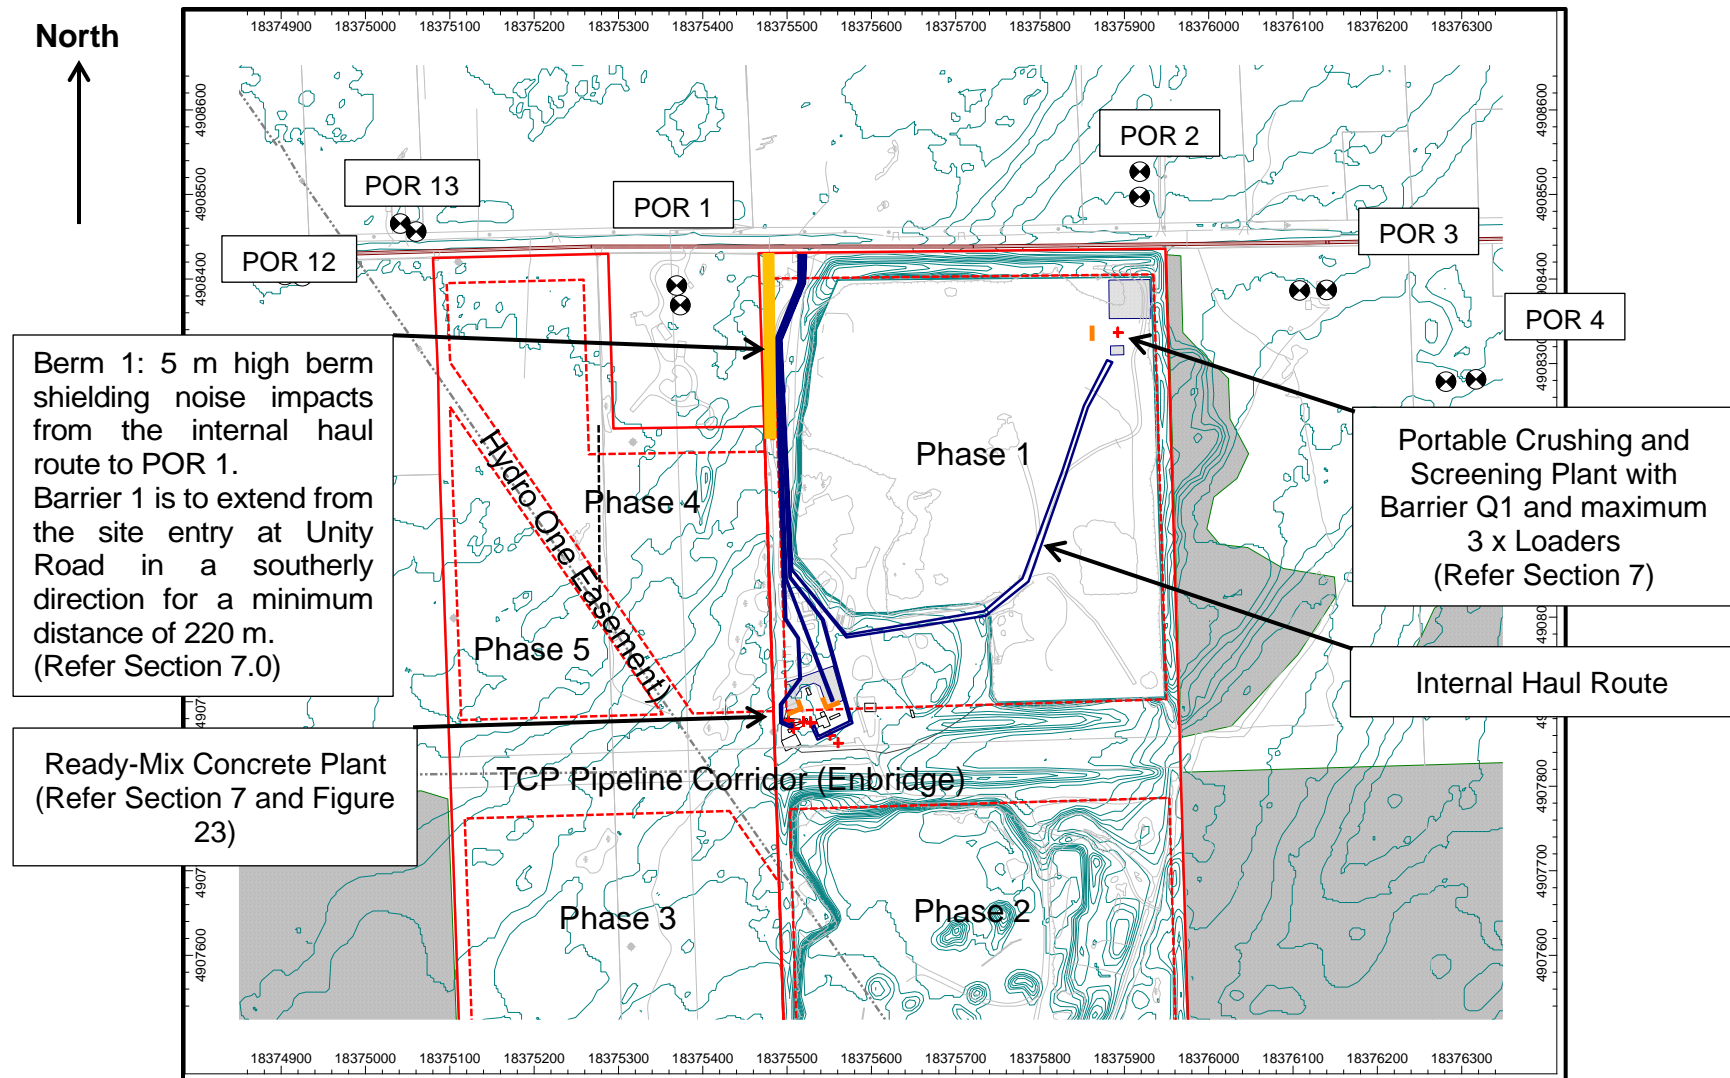 North
18374900 18375000 18375100 18375200 18375300 18375400 18375500 18375600 18375700 18375800 18375900 18376000 18376100 18376200 18376300
4908600
4908600
POR 2
POR 13
4908500
4908500
POR 1
POR 3
POR 12
4908400
4908400
POR 4
4908300
Berm 1: 5 m high berm
shielding noise impacts
from the internal haul
route to POR 1.
Barrier 1 is to extend from
the site entry at Unity
Road in a southerly
direction for a minimum
distance of 220 m.
(Refer Section 7.0)
Phase 1
Portable Crushing and
Screening Plant with
Barrier Q1 and maximum
3 x Loaders
(Refer Section 7)
Hydro One Easement)
Phase 4
Phase 5
Internal Haul Route
Ready-Mix Concrete Plant
(Refer Section 7 and Figure
23)
TCP Pipeline Corridor (Enbridge)
4907800
4907700
Phase 3
Phase 2
4907600
4907600
18374900 18375000 18375100 18375200 18375300 18375400 18375500 18375600 18375700 18375800 18375900 18376000 18376100 18376200 18376300